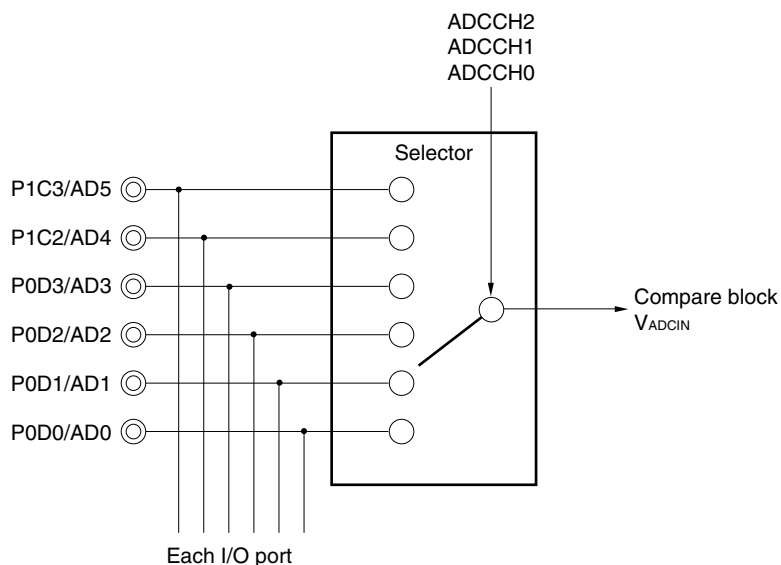 ADCCH2
ADCCH1
ADCCH0
Selector
P1C3/AD5
P1C2/AD4
P0D3/AD3
P0D2/AD2
P0D1/AD1
P0D0/AD0
Compare block
VADCIN
Each I/O port